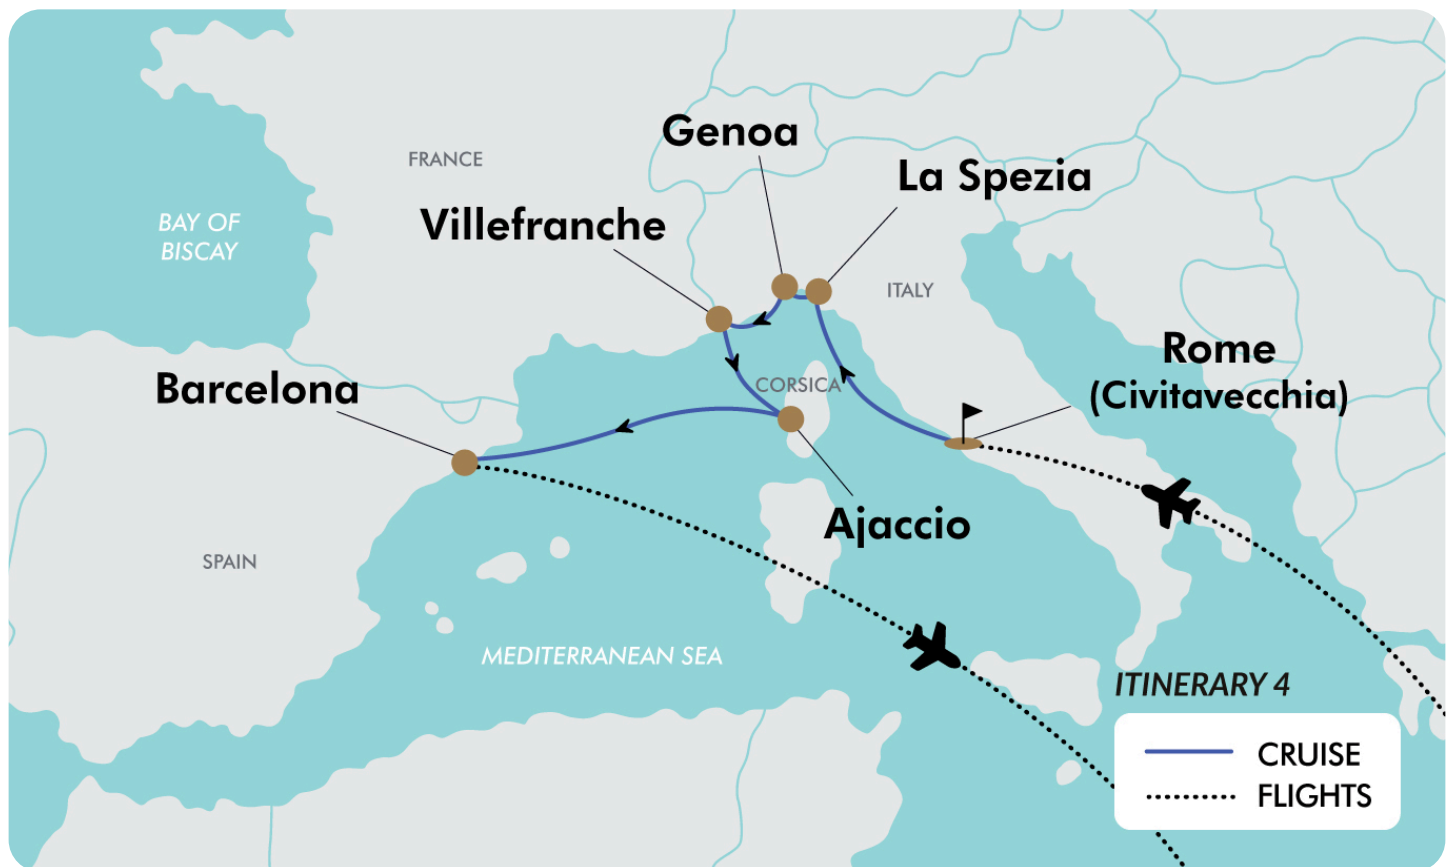 Genoa
FRANCE
La Spezia
Villefranche
BAY OF
BISCAY
ITALY
Rome
(Civitavecchia)
Barcelona
CORSICA
Ajaccio
SPAIN
MEDITERRANEAN SEA
ITINERARY 4
CRUISE
FLIGHTS